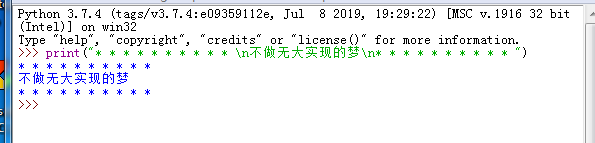 Python 3.7.4 (tags/v3.7.4:e09359112e, Jul  8 2019, 19:29:22) [MSC v.1916 32 bit
(Intel)] on win32
Type "help", "copyright", "credits" or "license()" for more information.
>>> print("* * * * * * * * * * \n不做无大实现的梦\n* * * * * * * * * * ")
* * * * * * * * * *
不做无大实现的梦
* * * * * * * * * *
>>>